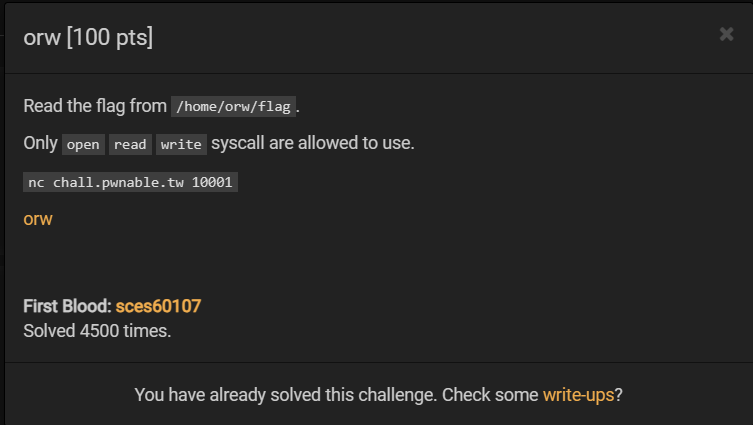 orw [100 pts]
×
Read the flag from /home/orw/flag.
Only open read write syscall are allowed to use.
nc chall.pwnable.tw 10001
orw
First Blood: sces60107
Solved 4500 times.
You have already solved this challenge. Check some write-ups?